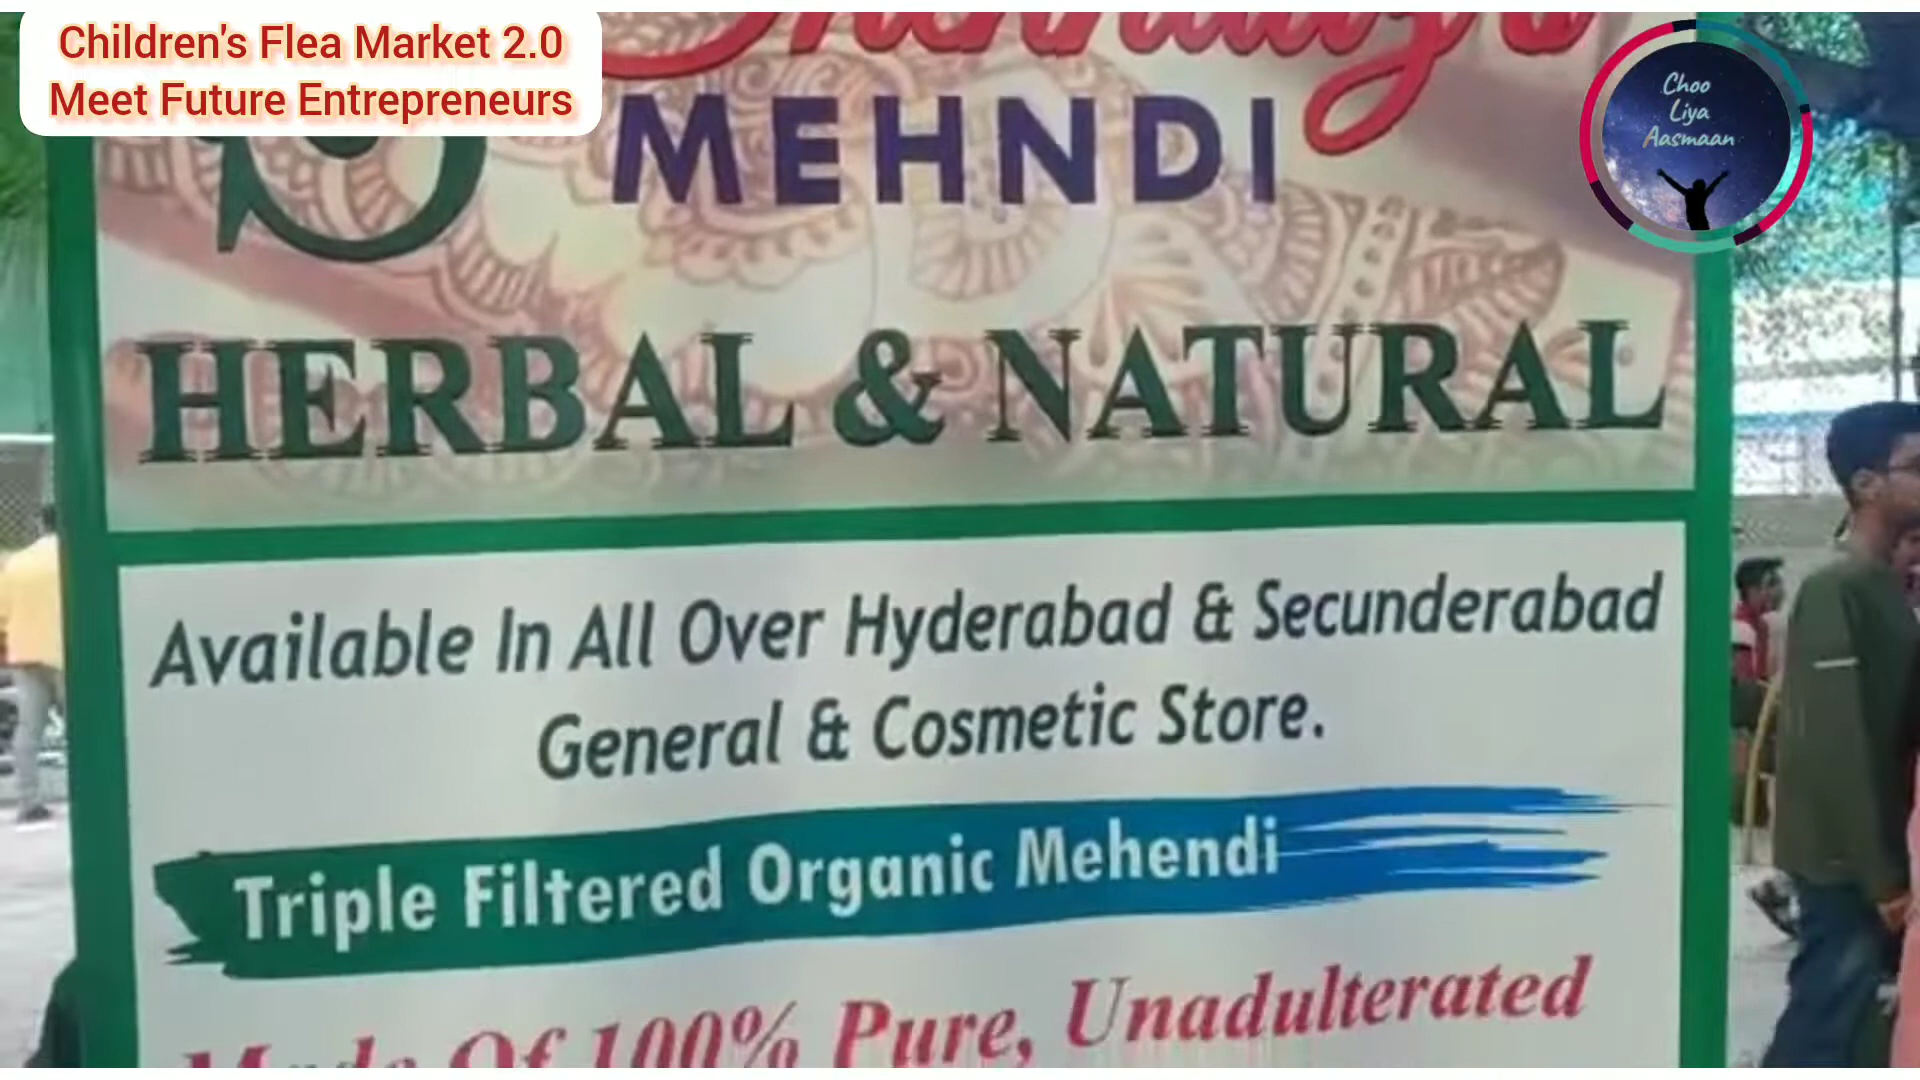 Children's Flea Market 2.0
Meet Future Entrepreneurs
Choo
Liya
Aasmaan
MEHNDI
HERBAL & NATURAL
Available In All Over Hyderabad & Secunderabad
General & Cosmetic Store.
Triple Filtered Organic Mehendi
Made Of 100% Pure, Unadulterated